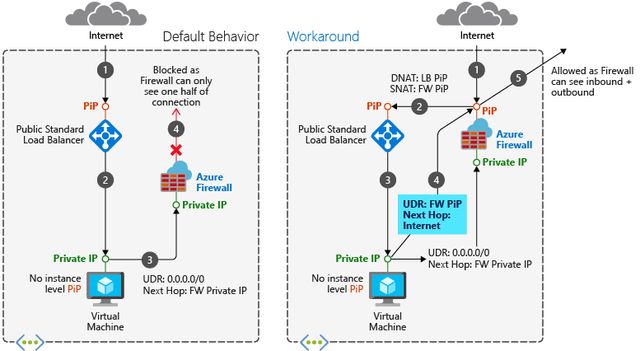 Internet
Default Behavior
1
PiP
Public Standard
Load Balancer
2
Blocked as
Firewall can only
see one half of
connection
4
Azure
Firewall
Private IP
Private IP
3
No instance
level PiP
UDR: 0.0.0.0/0
Next Hop: FW Private IP
Virtual
Machine
Workaround
Internet
1
5
Allowed as Firewall
can see inbound +
outbound
DNAT: LB PiP
SNAT: FW PiP
PiP
2
PiP
Public Standard
Load Balancer
Azure
Firewall
Private IP
3
4
UDR: FW PiP
Next Hop:
Internet
Private IP
UDR: 0.0.0.0/0
Next Hop: FW Private IP
No instance
level PiP
Virtual
Machine